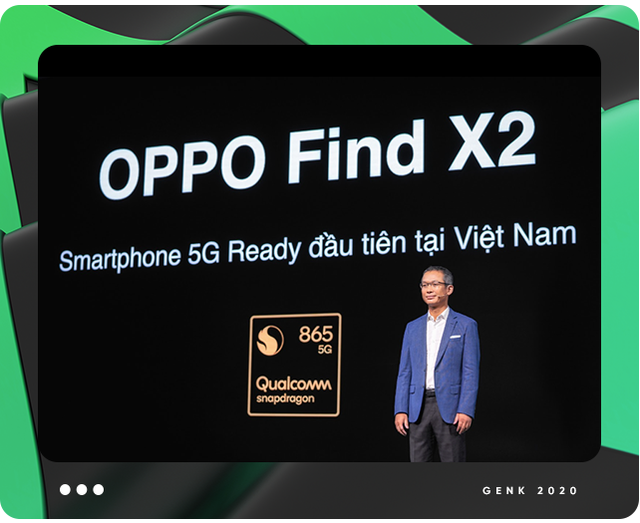 OPPO Find X2
Smartphone 5G Ready đầu tiên tại Việt Nam
865
5G
Qualcomm
snapdragon
GENK 2020